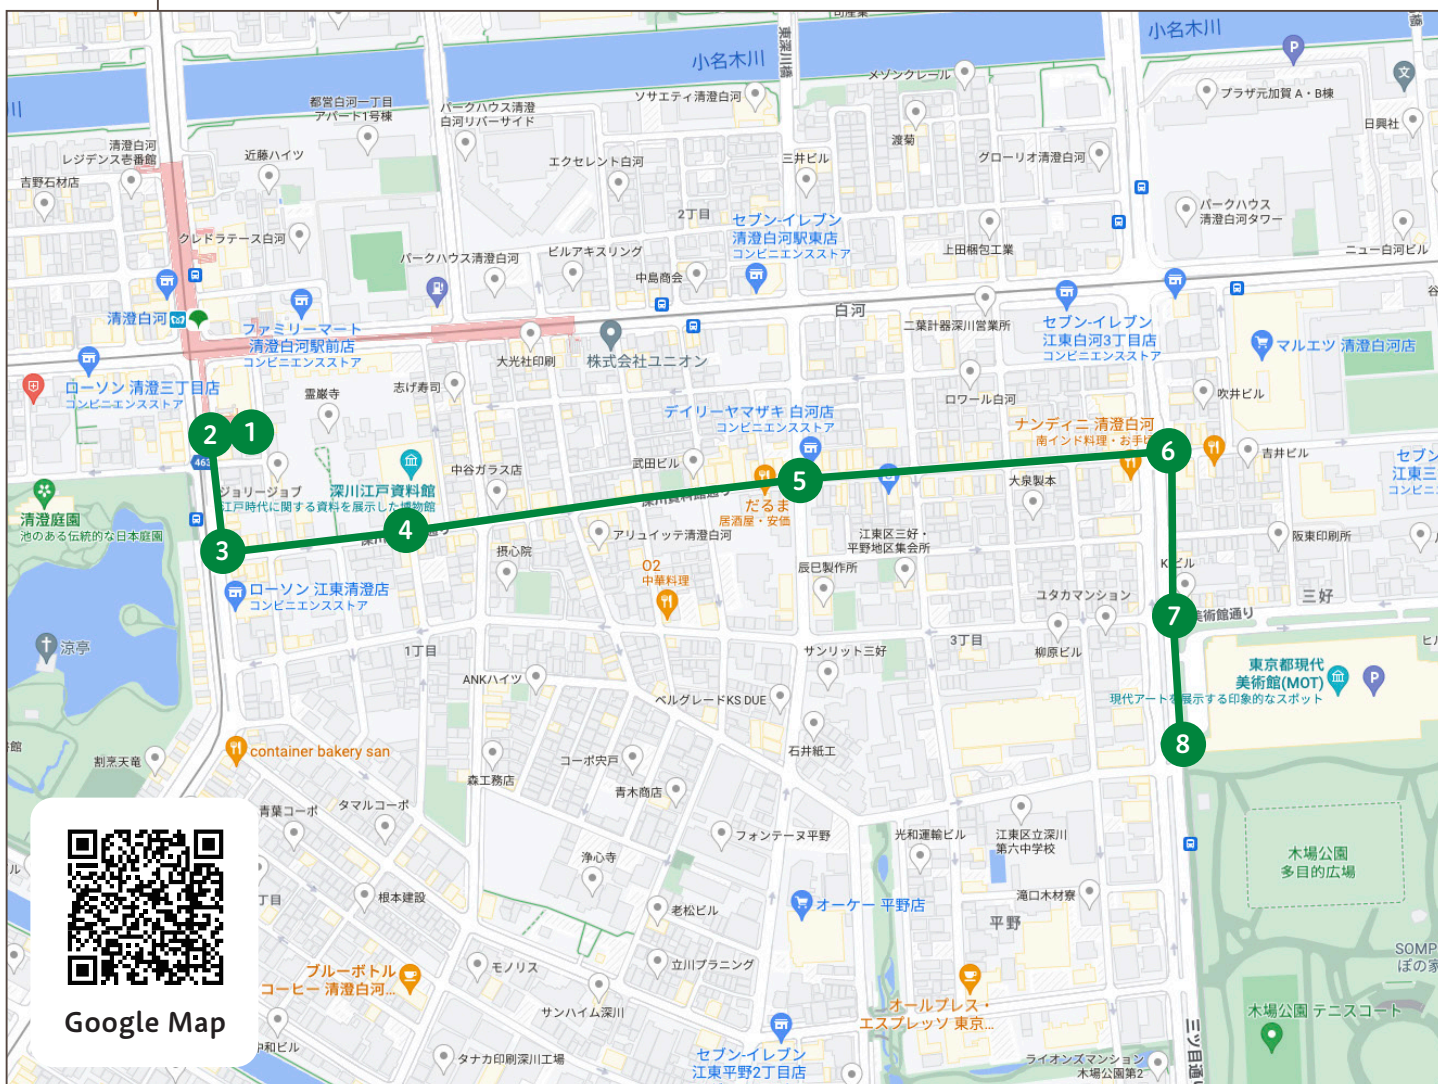 小名木川
小名木川
東深川橋
メゾンクレール
ソサエティ清澄白河
プラザ元加賀 A・B棟
都営白河一丁目
アパート1号棟
パークハウス清澄
白河リバーサイド
渡菊
日興社
清澄白河
レジデンス壱番館
近藤ハイツ
エクセレント白河
三井ビル
グローリオ清澄白河
吉野石材店
2丁目
セブン-イレブン
清澄白河駅東店
コンビニエンスストア
パークハウス
清澄白河タワー
クレドラテース白河
パークハウス清澄白河
ビルアキスリング
中島商会
上田梱包工業
ニュー白河ビル
清澄白河
ファミリーマート
清澄白河駅前店
コンビニエンスストア
白河
二葉計器深川営業所
セブン-イレブン
江東白河3丁目店
コンビニエンスストア
大光社印刷
株式会社ユニオン
マルエツ 清澄白河店
ローソン 清澄三丁目店
コンビニエンスストア
霊巌寺
志げ寿司
ロワール白河
吹井ビル
デイリーヤマザキ 白河店
コンビニエンスストア
ナンディニ 清澄白河
南インド料理・お手
2
1
6
463
吉井ビル
セブン
江東三
コンビニ
ジョリージョブ
深川江戸資料館
江戸時代に関する資料を展示した博物館
中谷ガラス店
武田ビル
深川資料館通り
5
大泉製本
清澄庭園
池のある伝統的な日本庭園
だるま
居酒屋・安価
4
3
摂心院
アリュイッテ清澄白河
江東区三好・
平野地区集会所
阪東印刷所
O2
中華料理
辰巳製作所
ローソン 江東清澄店
コンビニエンスストア
ユタカマンション
三好
7
美術館通り
涼亭
1丁目
サンリット三好
3丁目
柳原ビル
ANKハイツ
ベルグレードKS DUE
東京都現代
美術館(MOT)
現代アートを展示する印象的なスポット
8
割烹天竜
container bakery san
森工務店
コーポ宍戸
石井紙工
青木商店
青葉コーポ
タマルコーポ
フォンテーヌ平野
光和運輸ビル
江東区立深川
第六中学校
木場公園
多目的広場
浄心寺
丁目
根本建設
老松ビル
オーケー 平野店
滝口木材寮
平野
ブルーボトル
コーヒー 清澄白河...
モノリス
立川プラニング
オールプレス・
エスプレッソ 東京...
サンハイム深川
木場公園 テニスコート
Google Map
タナカ印刷深川工場
セブン-イレブン
江東平野2丁目店
ライオンズマンション
木場公園第2
三ツ目通り